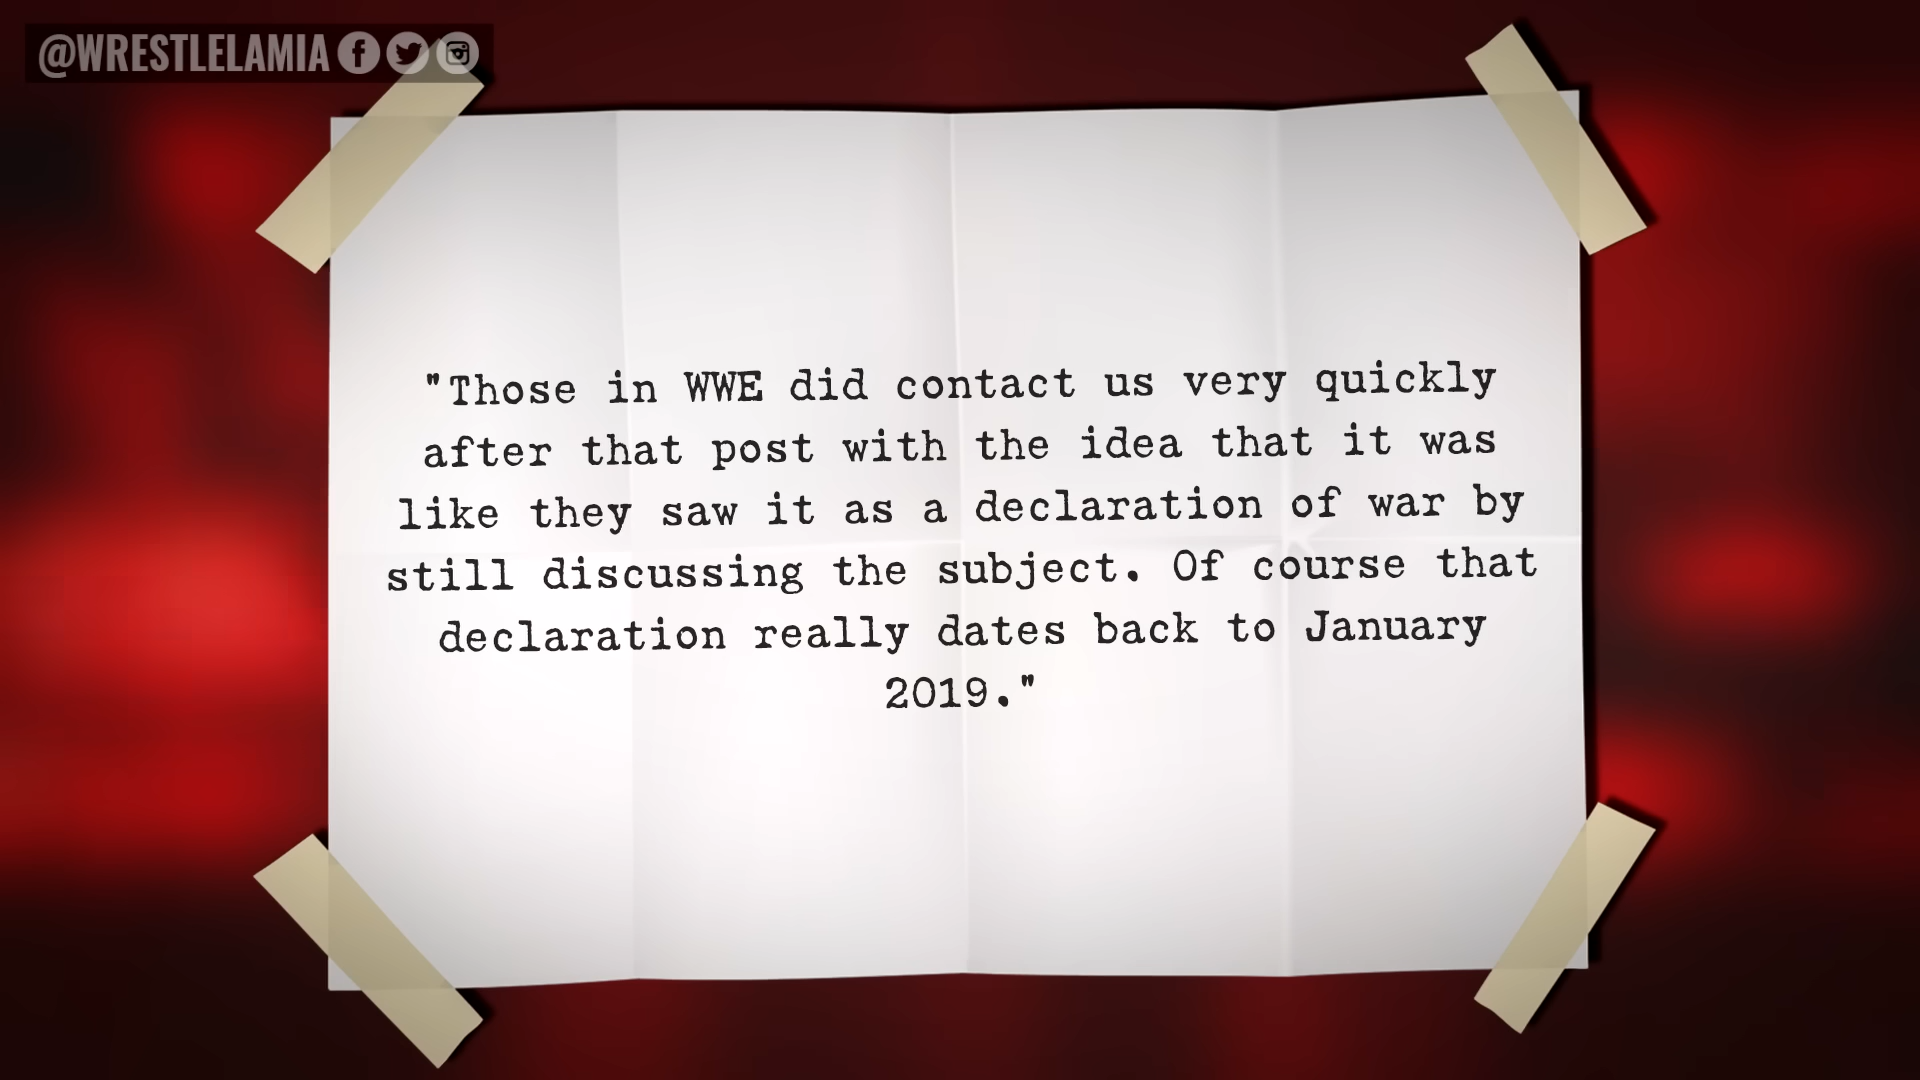 @WRESTLELAMIA
"Those in WWE did contact us very quickly
after that post with the idea that it was
like they saw it as a declaration of war by
still discussing the subject. Of course that
declaration really dates back to January
2019."